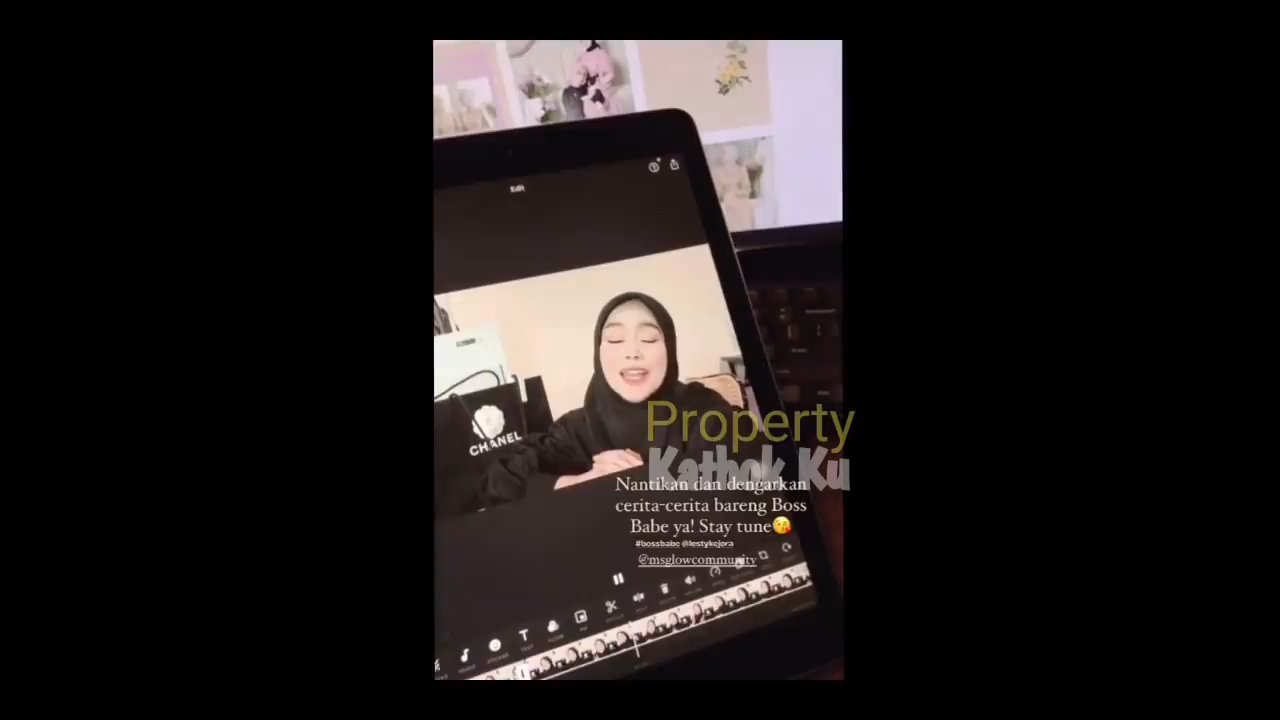 Edit
CHANEL
Property
Kathok Ku
Nantikan dan dengarkan
cerita-cerita bareng Boss
Babe ya! Stay tune😘
#bossbabe @lestykejora
@msglowcommunity